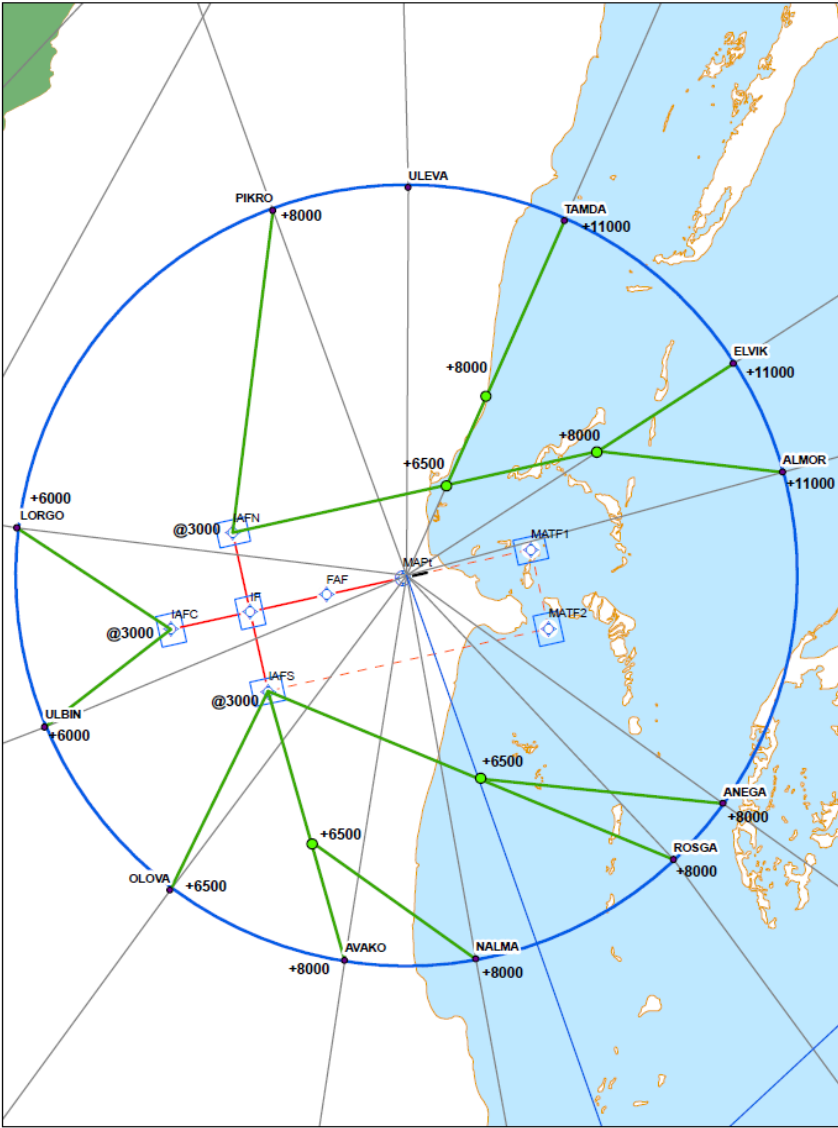 ULEVA
PIKRO
+8000
TAMDA
+11000
ELVIK
+11000
+8000
+8000
+6500
ALMOR
+11000
+6000
LORGO
IAFN
@3000
MATF1
MAPt
FAF
IF
IAFC
@3000
MATF2
IAFS
@3000
ULBIN
+6000
+6500
ANEGA
+8000
+6500
ROSGA
+8000
OLOVA
+6500
AVAKO
+8000
NALMA
+8000